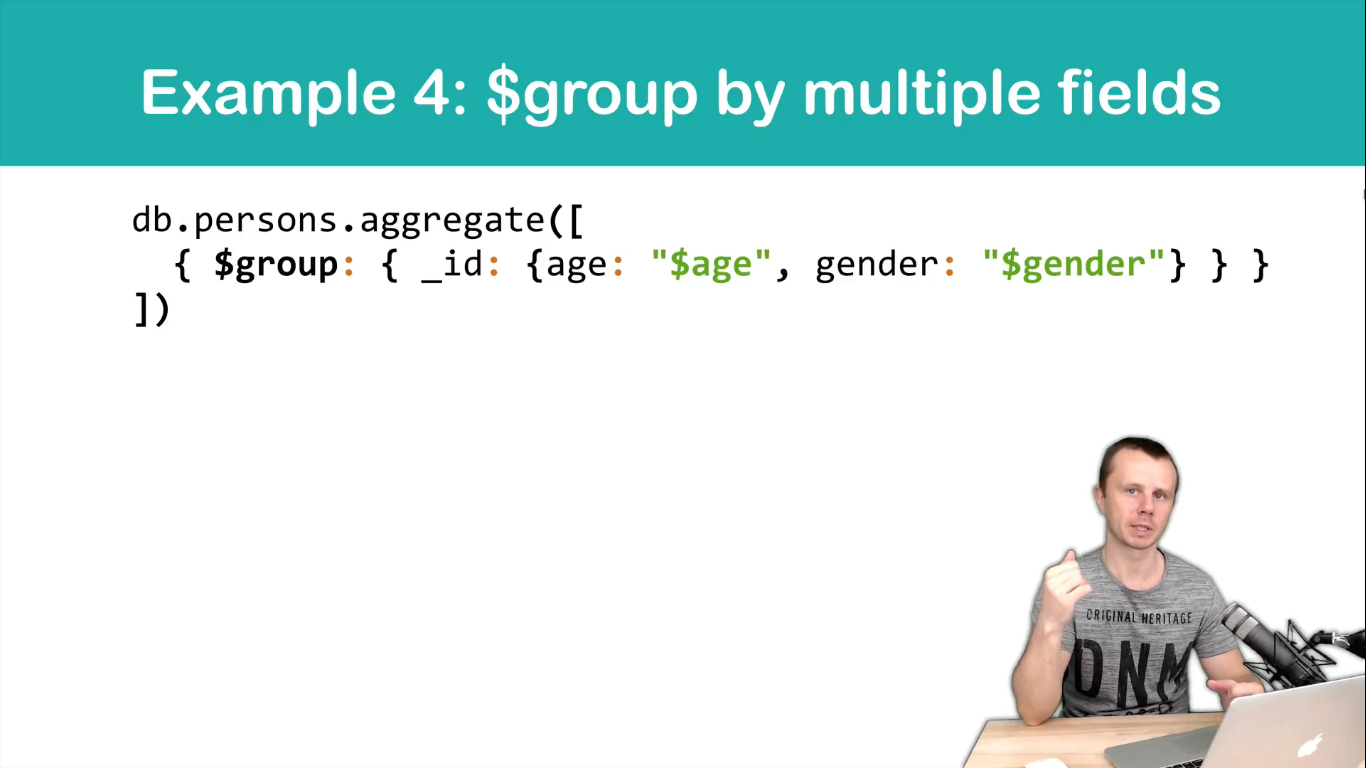 Example 4: $group by multiple fields
db.persons.aggregate([
{ $group: { _id: {age: "$age", gender: "$gender"} } }
])
ORIGINAL HERITAGE
DNM